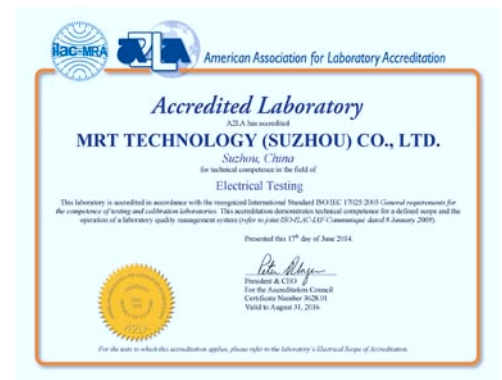 ilac-MRA
A2LA
American Association for Laboratory Accreditation
Accredited Laboratory
A2LA has accredited
MRT TECHNOLOGY (SUZHOU) CO., LTD.
Suzhou, China
for technical competence in the field of
Electrical Testing
This laboratory is accredited in accordance with the recognized International Standard ISO/IEC 17025:2005 General requirements for
the competence of testing and calibration laboratories. This accreditation demonstrates technical competence for a defined scope and the
operation of a laboratory quality management system (refer to joint ISO-ILAC-IAF Communiqué dated 8 January 2009).
Presented this 17th day of June 2014.
President & CEO
For the Accreditation Council
Certificate Number 3628.01
Valid to August 31, 2016
A2LA
For the tests to which this accreditation applies, please refer to the laboratory's Electrical Scope of Accreditation.